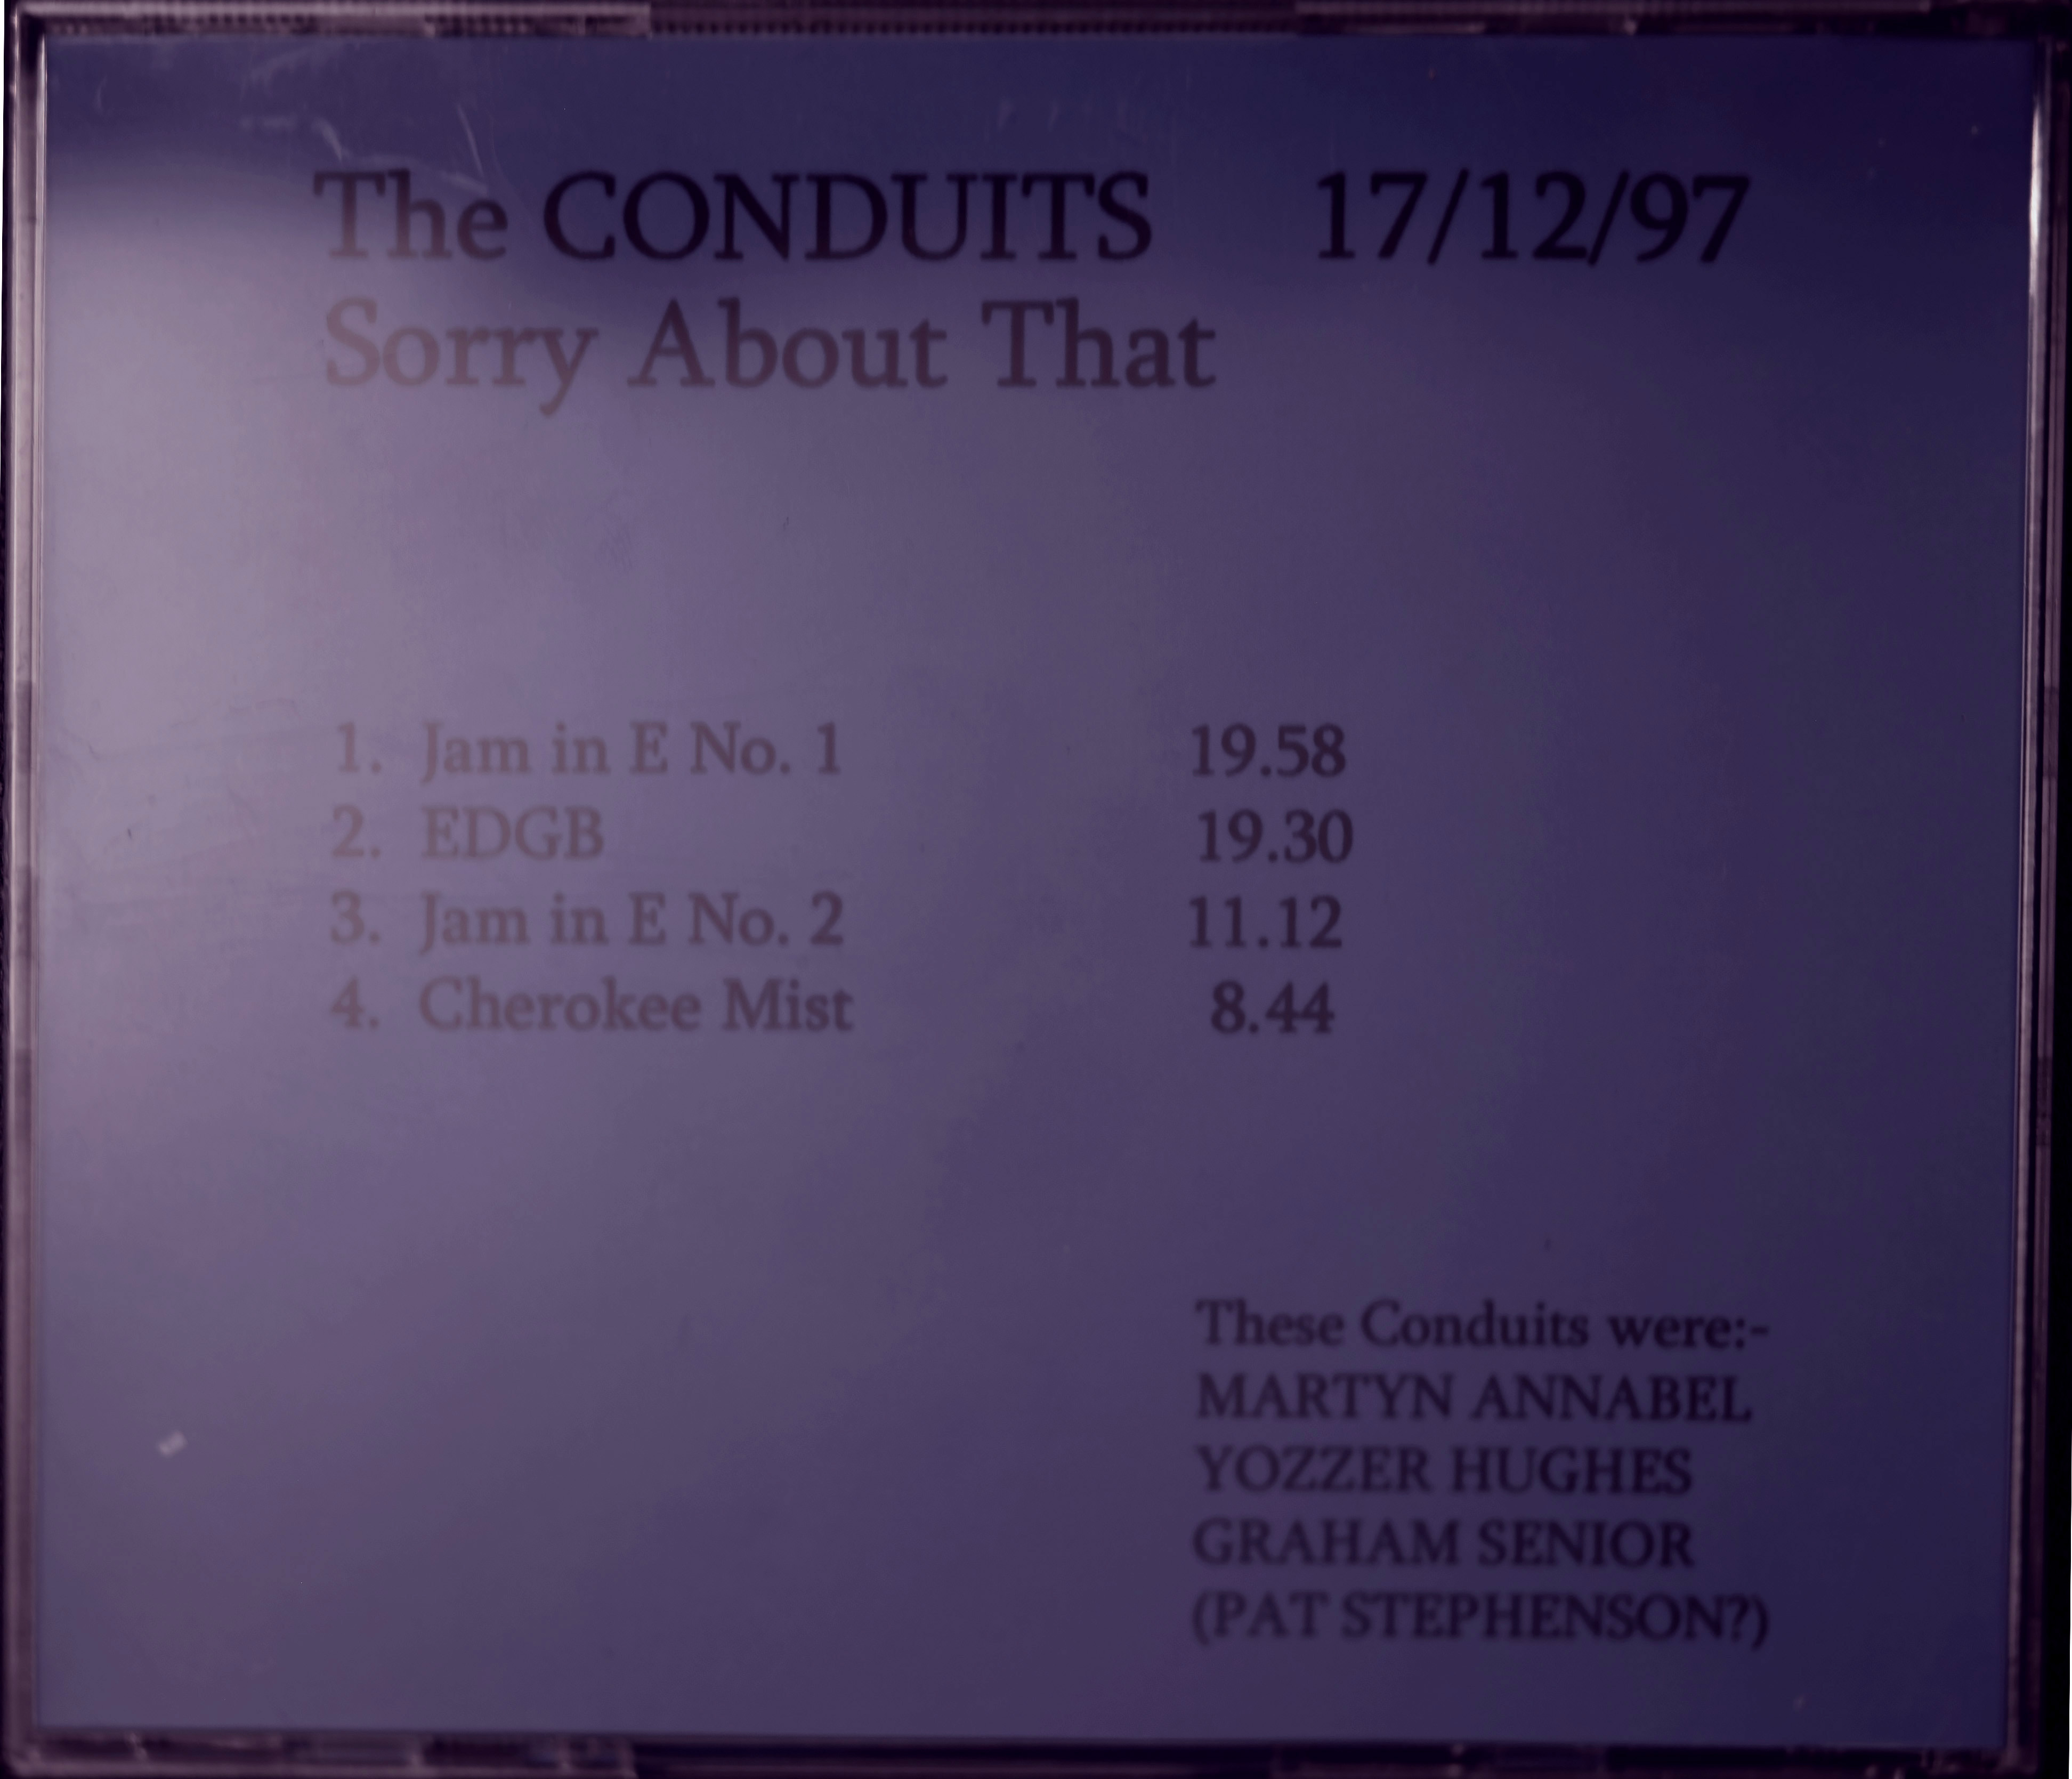 The CONDUITS 17/12/97
Sorry About That
1. Jam in E No. 1 19.58
2. EDGB 19.30
3. Jam in E No. 2 11.12
4. Cherokee Mist 8.44
These Conduits were:-
MARTYN ANNABEL
YOZZER HUGHES
GRAHAM SENIOR
(PAT STEPHENSON?)